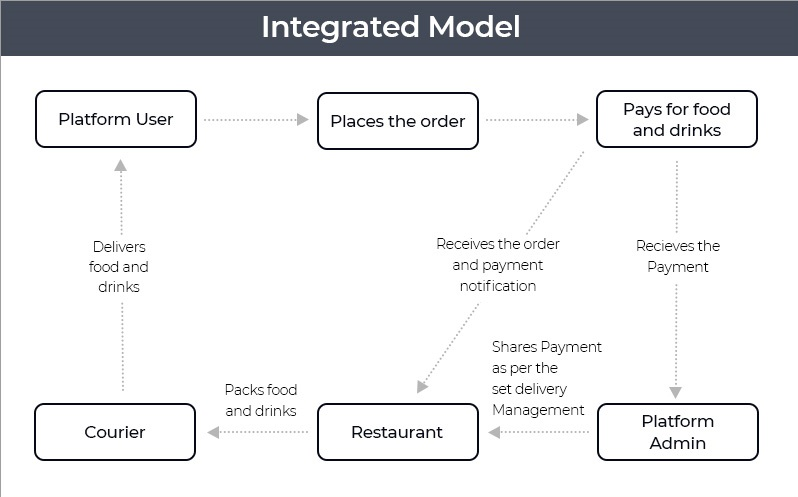 Integrated Model
Platform User
Places the order
Pays for food
and drinks
Delivers
food and
drinks
Receives the order
and payment
notification
Recieves the
Payment
Shares Payment
as per the
set delivery
Management
Packs food
and drinks
Courier
Restaurant
Platform
Admin